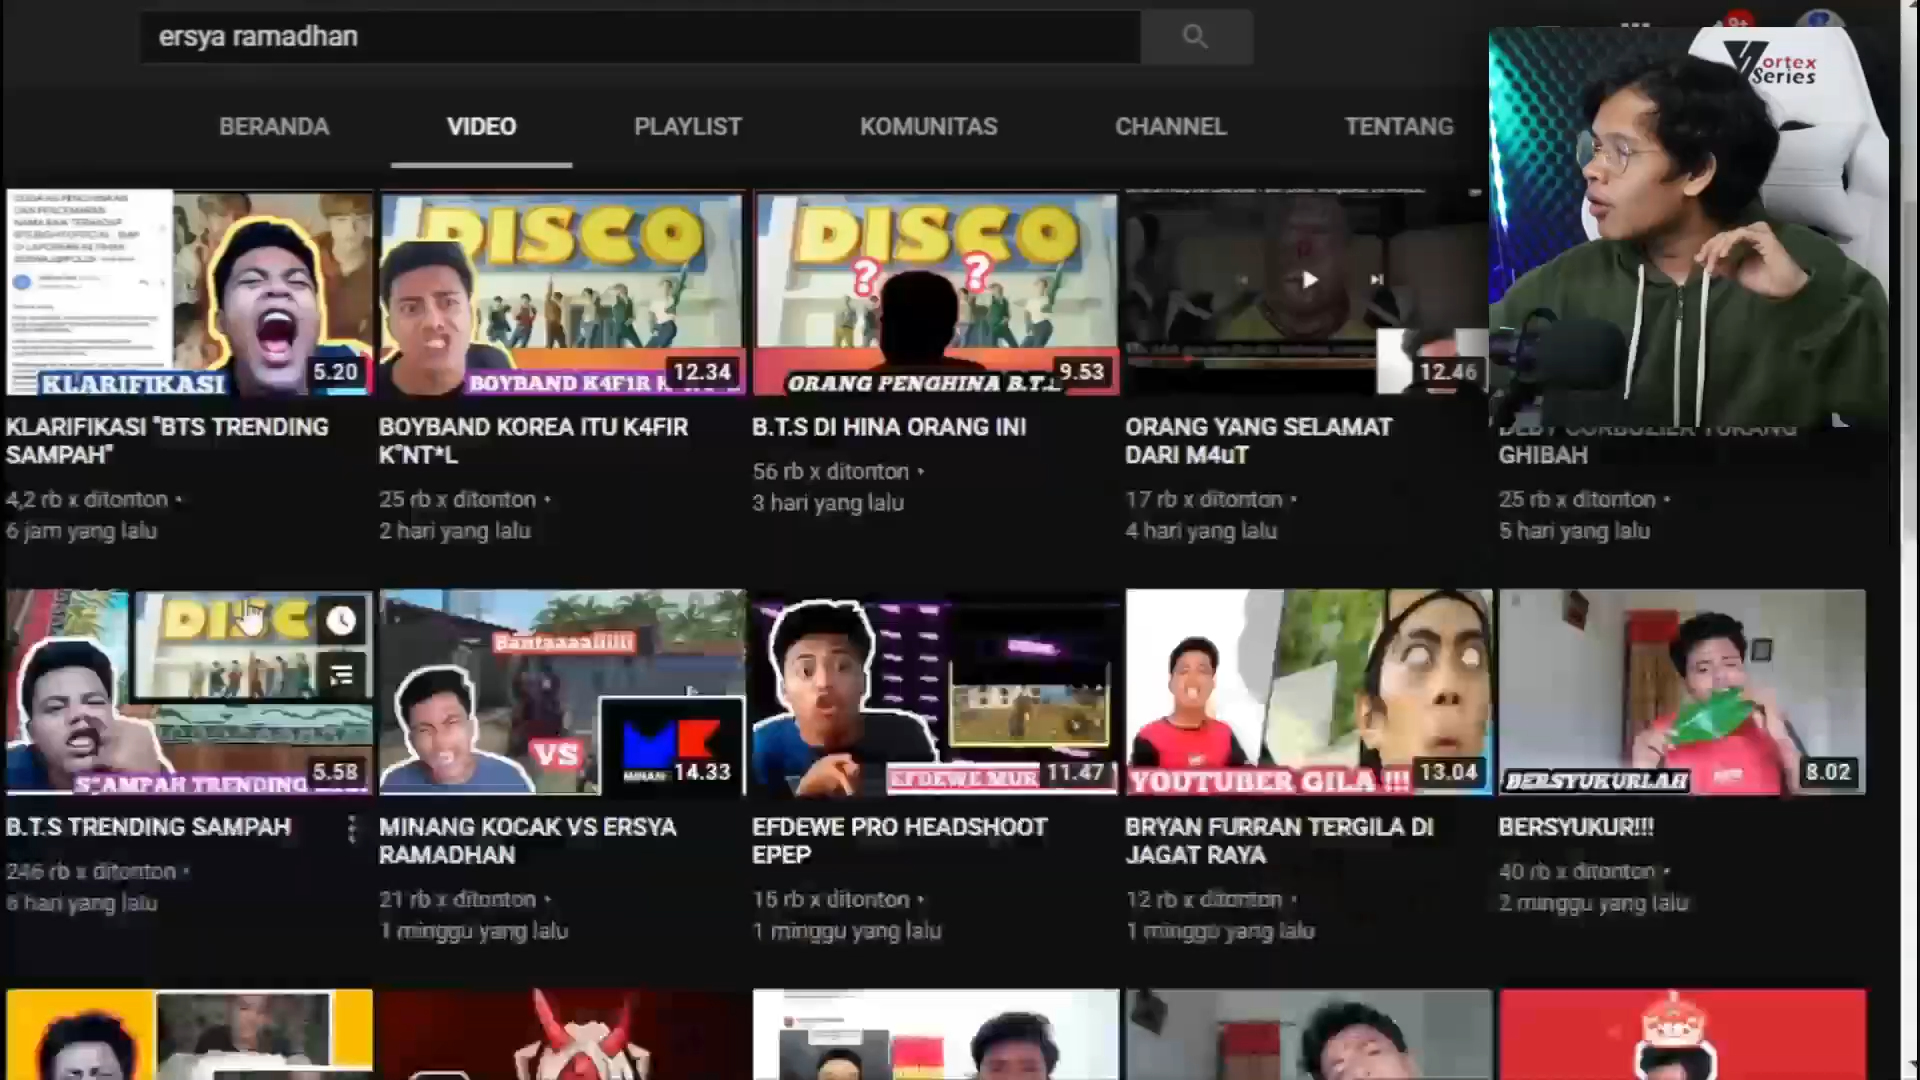 ersya ramadhan
9+
ortex
Series
BERANDA
VIDEO
PLAYLIST
KOMUNITAS
CHANNEL
TENTANG
KLARIFIKASI
5.20
DISCO
BOYBAND K4F1R
12.34
DISCO
? ?
ORANG PENGHINA B.T.
9.53
12.46
KLARIFIKASI "BTS TRENDING
SAMPAH"
4,2 rb x ditonton •
6 jam yang lalu
BOYBAND KOREA ITU K4FIR
K*NT*L
25 rb x ditonton •
2 hari yang lalu
B.T.S DI HINA ORANG INI
56 rb x ditonton •
3 hari yang lalu
ORANG YANG SELAMAT
DARI M4uT
17 rb x ditonton •
4 hari yang lalu
GHIBAH
25 rb x ditonton •
5 hari yang lalu
DISC
S*AMPAH TRENDING
5.58
Bantaaaaliiiii
VS
14.33
EFDEWE MUK
11.47
YOUTUBER GILA !!!
13.04
BERSYUKURLAH
8.02
B.T.S TRENDING SAMPAH
246 rb x ditonton •
6 hari yang lalu
MINANG KOCAK VS ERSYA
RAMADHAN
21 rb x ditonton •
1 minggu yang lalu
EFDEWE PRO HEADSHOOT
EPEP
15 rb x ditonton •
1 minggu yang lalu
BRYAN FURRAN TERGILA DI
JAGAT RAYA
12 rb x ditonton •
1 minggu yang lalu
BERSYUKUR!!!
40 rb x ditonton •
2 minggu yang lalu